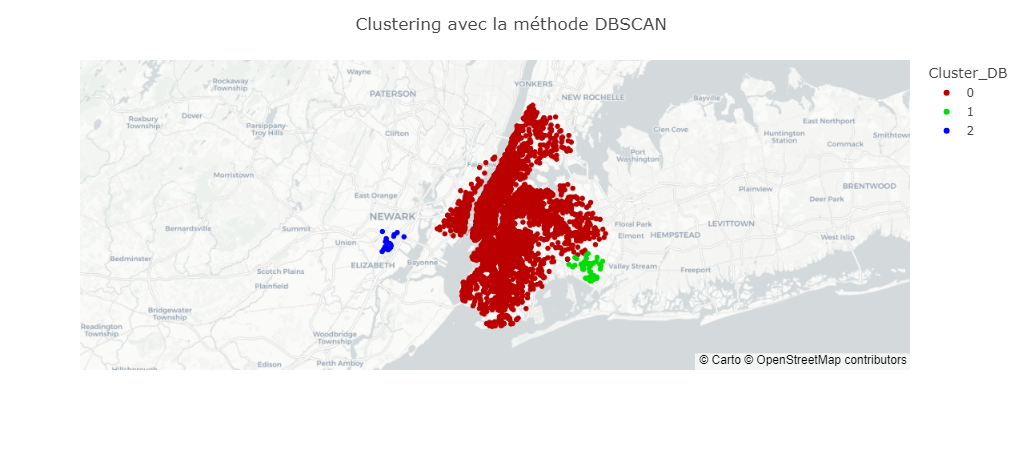 Clustering avec la méthode DBSCAN
Cluster_DB
0
1
2
Wayne
YONKERS
Rockaway
Township
PATERSON
NEW ROCHELLE
Bayville
Roxbury
Township
Dover
Parsippany-
Troy Hills
Clifton
Glen Cove
Huntington
Station
East Northport
Smithtown
Commack
Port
Washington
Morristown
East Orange
Plainview
BRENTWOOD
Deer Park
NEWARK
Bernardsville
Summit
Union
Floral Park
Elmont
HEMPSTEAD
LEVITTOWN
West Islip
Bedminster
ELIZABETH
Bayonne
Valley Stream
Freeport
Scotch Plains
Plainfield
Bridgewater
Township
Readington
Township
Woodbridge
Township
Edison
Perth Amboy
© Carto © OpenStreetMap contributors